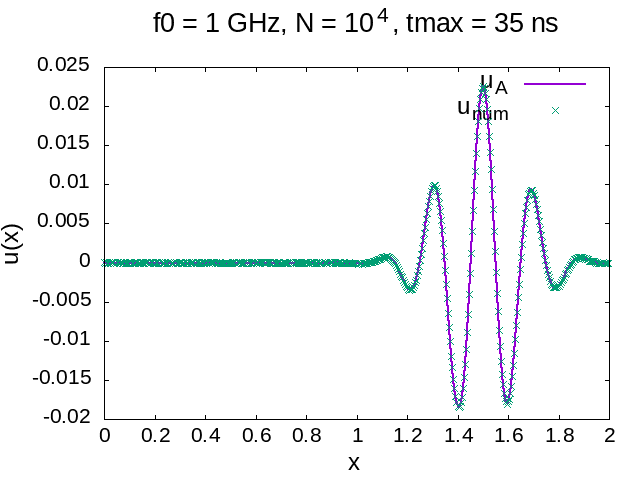 f0 = 1 GHz, N = 10⁴, tmax = 35 ns
0.025
0.02
0.015
0.01
0.005
0
-0.005
-0.01
-0.015
-0.02
u(x)
u_A
u_num
0 0.2 0.4 0.6 0.8 1 1.2 1.4 1.6 1.8 2
x